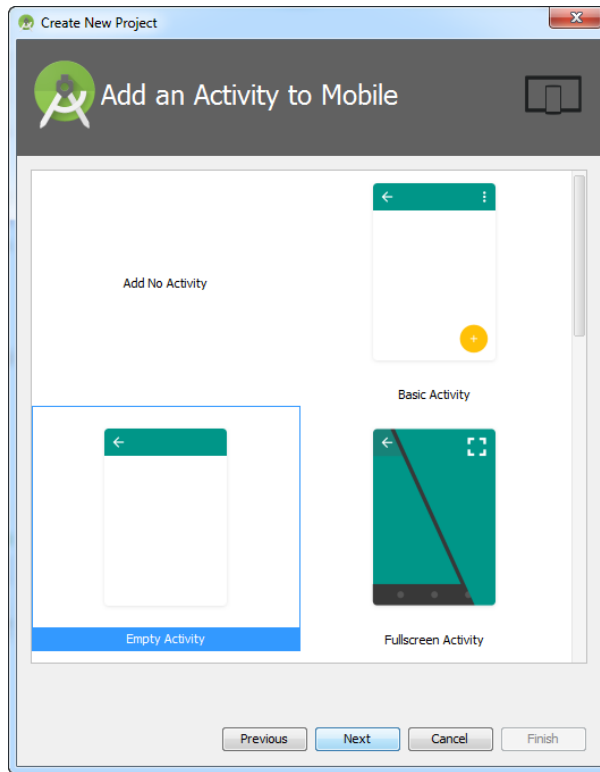 Create New Project
Add an Activity to Mobile
Add No Activity
Basic Activity
Empty Activity
Fullscreen Activity
Previous
Next
Cancel
Finish